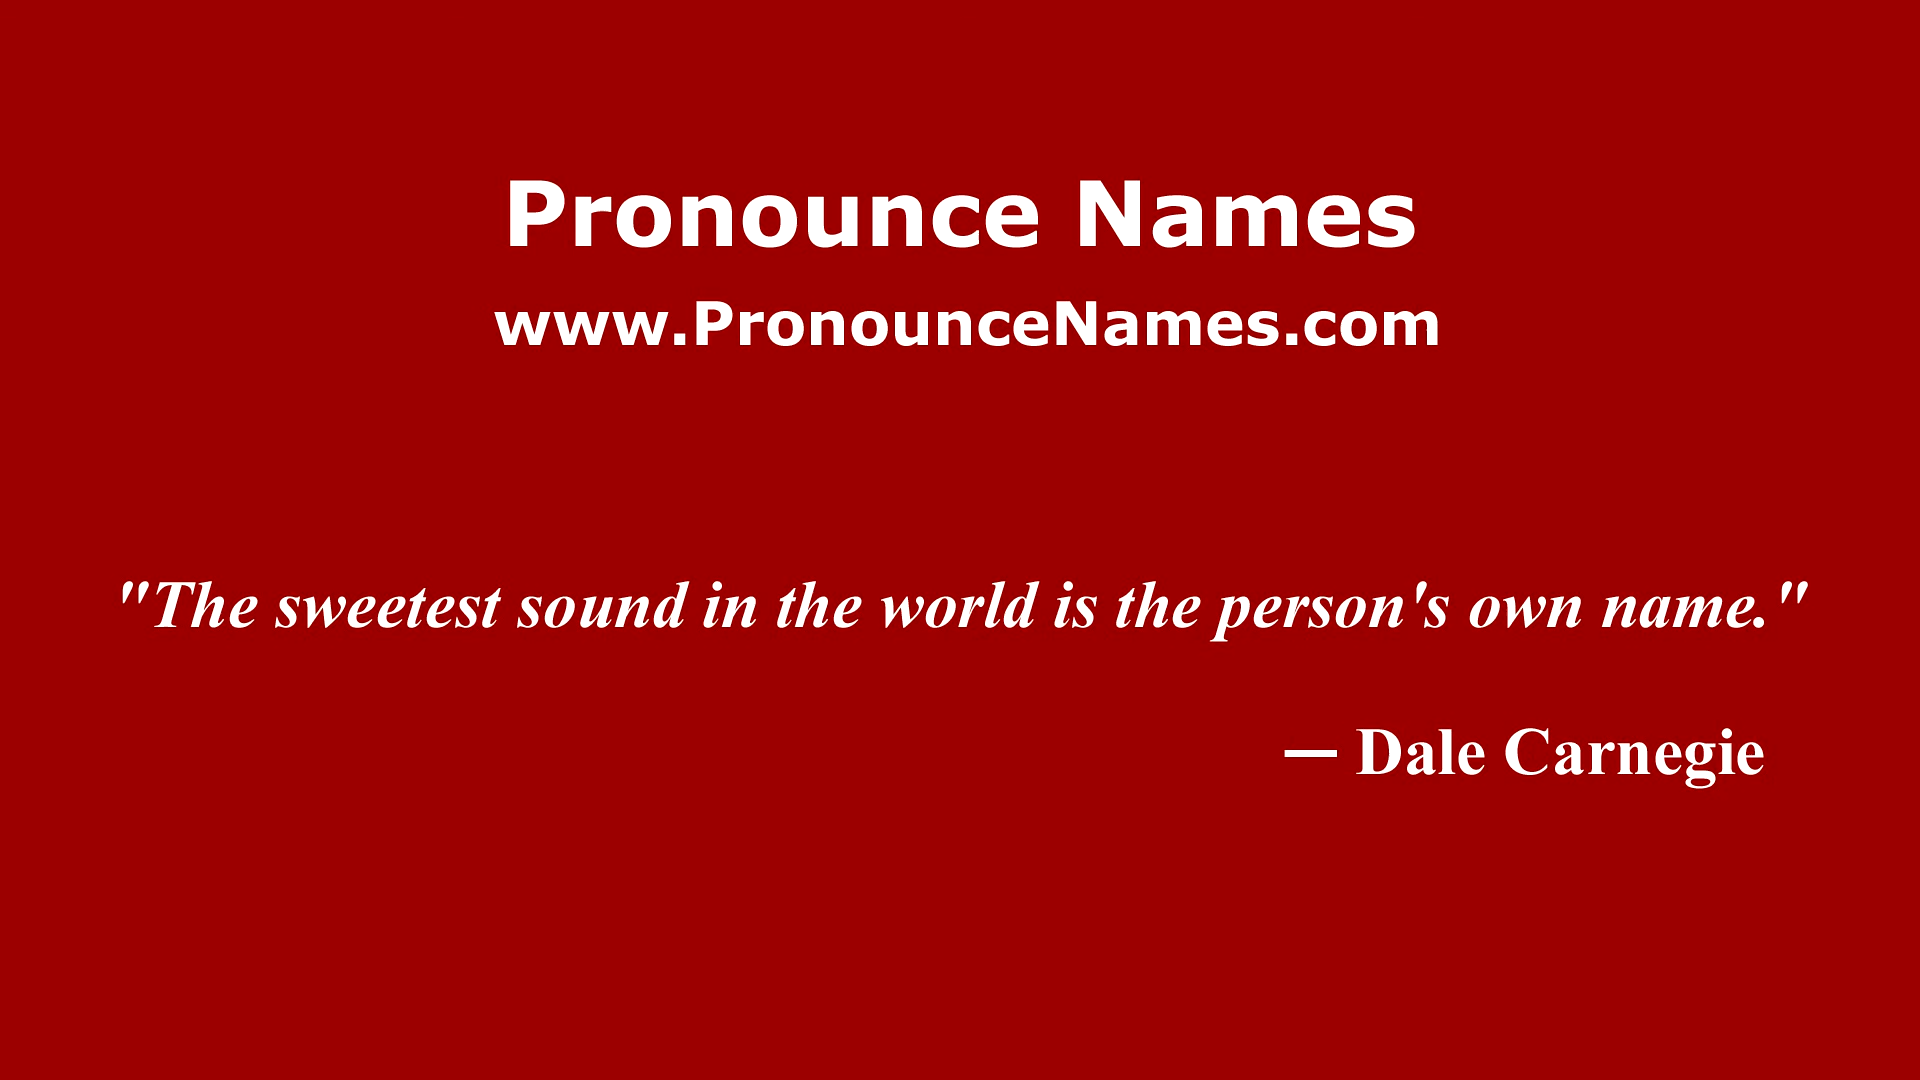 Pronounce Names
www.PronounceNames.com
"The sweetest sound in the world is the person's own name."
— Dale Carnegie